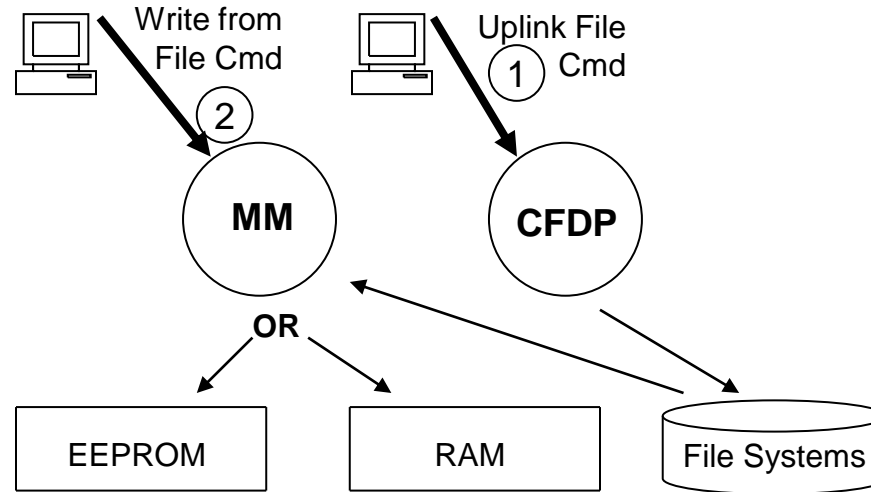 Write from
File Cmd
2
Uplink File
1
Cmd
MM
CFDP
OR
EEPROM
RAM
File Systems